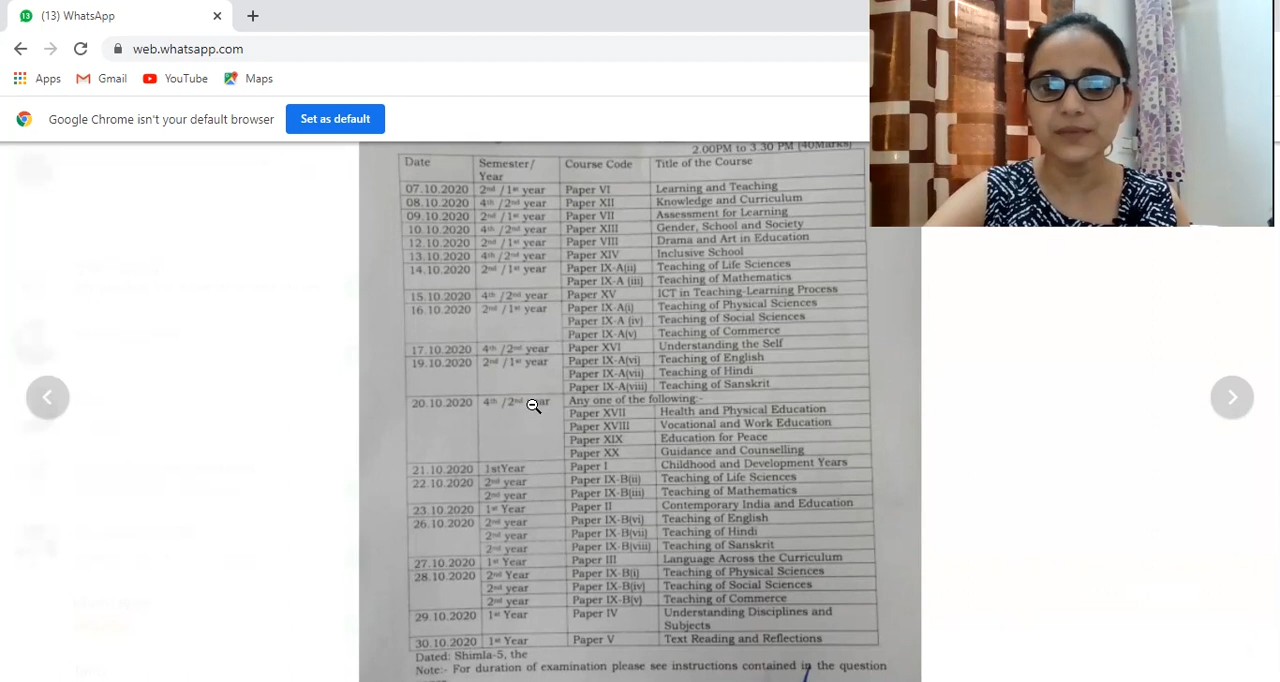 13 (13) WhatsApp
web.whatsapp.com
Apps Gmail YouTube Maps
Google Chrome isn't your default browser Set as default
2.00PM to 3.30 PM (40Marks)
Date Semester/ Year Course Code Title of the Course
07.10.2020 2nd /1st year Paper VI Learning and Teaching
08.10.2020 4th /2nd year Paper XII Knowledge and Curriculum
09.10.2020 2nd /1st year Paper VII Assessment for Learning
10.10.2020 4th /2nd year Paper XIII Gender, School and Society
12.10.2020 2nd /1st year Paper VIII Drama and Art in Education
13.10.2020 4th /2nd year Paper XIV Inclusive School
14.10.2020 2nd /1st year Paper IX-A(ii) Teaching of Life Sciences
Paper IX-A (iii) Teaching of Mathematics
15.10.2020 4th /2nd year Paper XV ICT in Teaching-Learning Process
16.10.2020 2nd /1st year Paper IX-A(i) Teaching of Physical Sciences
Paper IX-A (iv) Teaching of Social Sciences
Paper IX-A(v) Teaching of Commerce
17.10.2020 4th /2nd year Paper XVI Understanding the Self
19.10.2020 2nd /1st year Paper IX-A(vi) Teaching of English
Paper IX-A(vii) Teaching of Hindi
Paper IX-A(viii) Teaching of Sanskrit
20.10.2020 4th /2nd Any one of the following:-
Paper XVII Health and Physical Education
Paper XVIII Vocational and Work Education
Paper XIX Education for Peace
Paper XX Guidance and Counselling
21.10.2020 1stYear Paper I Childhood and Development Years
22.10.2020 2nd year Paper IX-B(ii) Teaching of Life Sciences
2nd year Paper IX-B(iii) Teaching of Mathematics
23.10.2020 1st Year Paper II Contemporary India and Education
26.10.2020 2nd year Paper IX-B(vi) Teaching of English
2nd year Paper IX-B(vii) Teaching of Hindi
2nd year Paper IX-B(viii) Teaching of Sanskrit
27.10.2020 1st Year Paper III Language Across the Curriculum
28.10.2020 2nd Year Paper IX-B(i) Teaching of Physical Sciences
2nd year Paper IX-B(iv) Teaching of Social Sciences
2nd year Paper IX-B(v) Teaching of Commerce
29.10.2020 1st Year Paper IV Understanding Disciplines and
Subjects
30.10.2020 1st Year Paper V Text Reading and Reflections
Dated: Shimla-5, the
Note:- For duration of examination please see instructions contained in the question